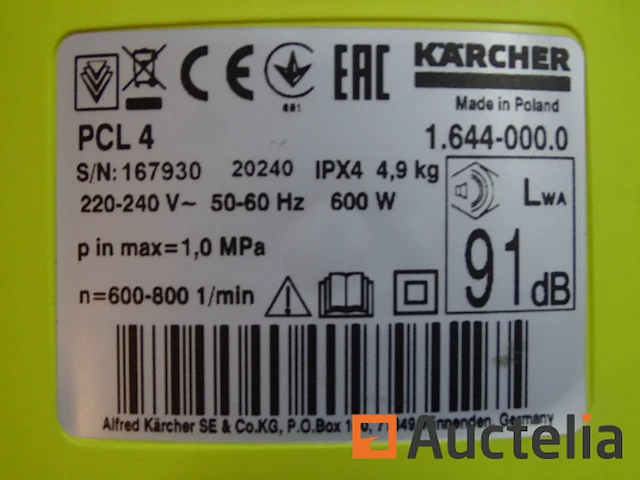 CE 001 EAC KÄRCHER
Made in Poland
PCL 4 1.644-000.0
S/N: 167930 20240 IPX4 4,9 kg
220-240 V~ 50-60 Hz 600 W
LWA
p in max=1,0 MPa
91 dB
n=600-800 1/min
Alfred Kärcher SE & Co.KG, P.O.Box Winnenden, Germany
Auctelia